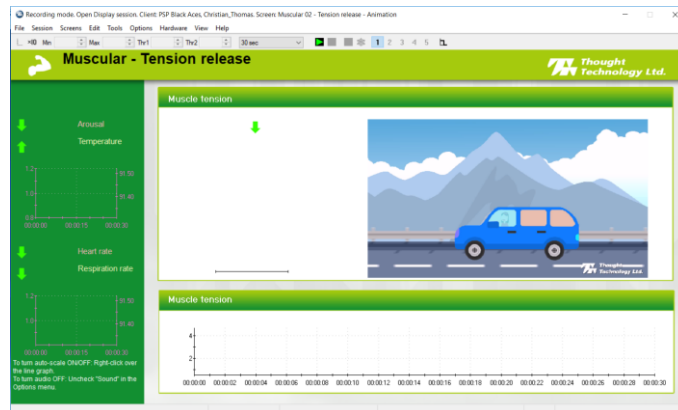 Recording mode. Open Display session. Client: PSP Black Aces, Christian_Thomas. Screen: Muscular 02 - Tension release - Animation
File Session Screens Edit Tools Options Hardware View Help
Min Max Thr1 Thr2 30 sec 1 2 3 4 5
Muscular - Tension release
Thought
Technology Ltd.
Muscle tension
Arousal
Temperature
1.2 91.50
1.0 91.40
0.8
00:00:00 00:00:15 00:00:30
Heart rate
Respiration rate
1.2 91.50
1.0 91.40
00:00:00 00:00:15 00:00:30
To turn auto-scale ON/OFF: Right-click over
the line graph.
To turn audio OFF: Uncheck "Sound" in the
Options menu.
Thought
Technology Ltd.
Muscle tension
4
2
00:00:00 00:00:02 00:00:04 00:00:06 00:00:08 00:00:10 00:00:12 00:00:14 00:00:16 00:00:18 00:00:20 00:00:22 00:00:24 00:00:26 00:00:28 00:00:30